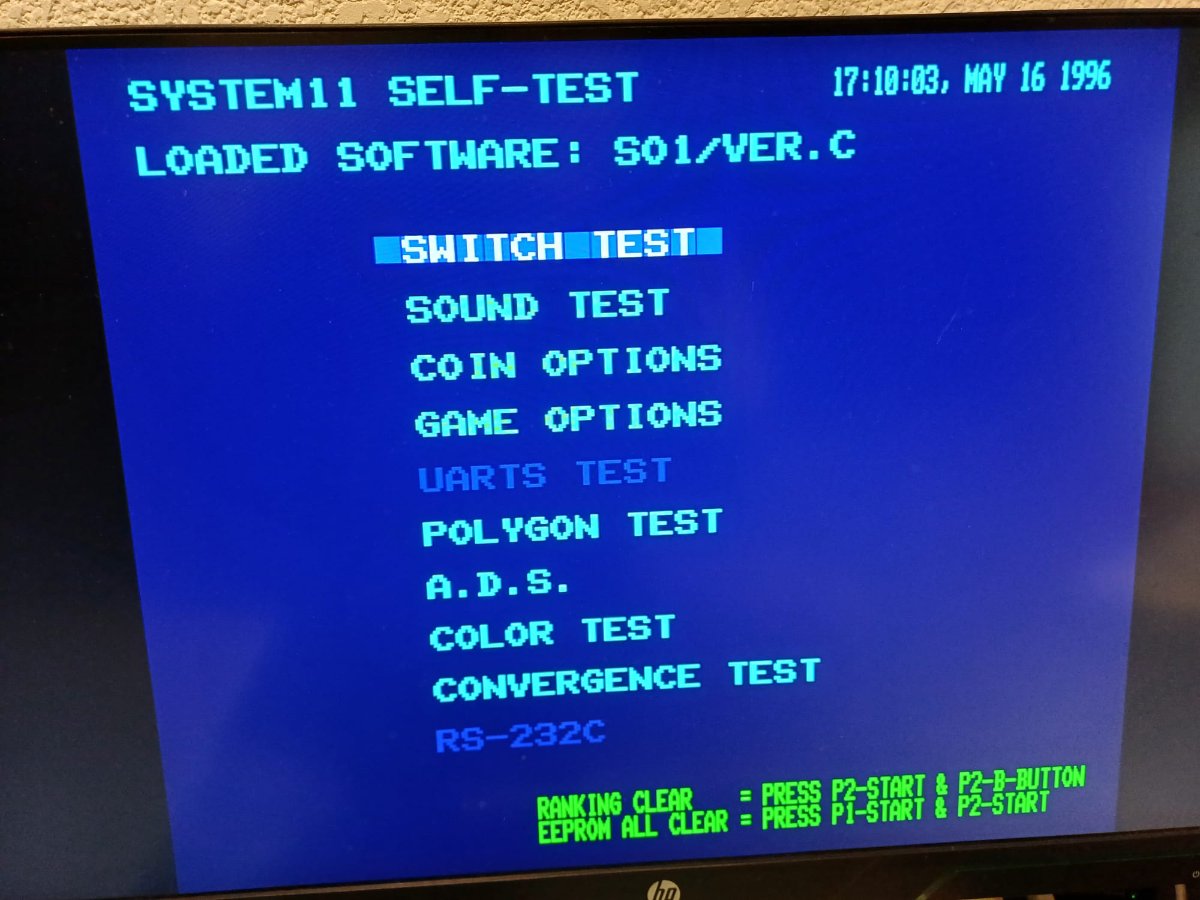 SYSTEM11 SELF-TEST
17:10:03, MAY 16 1996
LOADED SOFTWARE: SO1/VER.C
SWITCH TEST
SOUND TEST
COIN OPTIONS
GAME OPTIONS
UARTS TEST
POLYGON TEST
A.D.S.
COLOR TEST
CONVERGENCE TEST
RS-232C
RANKING CLEAR = PRESS P2-START & P2-B-BUTTON
EEPROM ALL CLEAR = PRESS P1-START & P2-START
hp